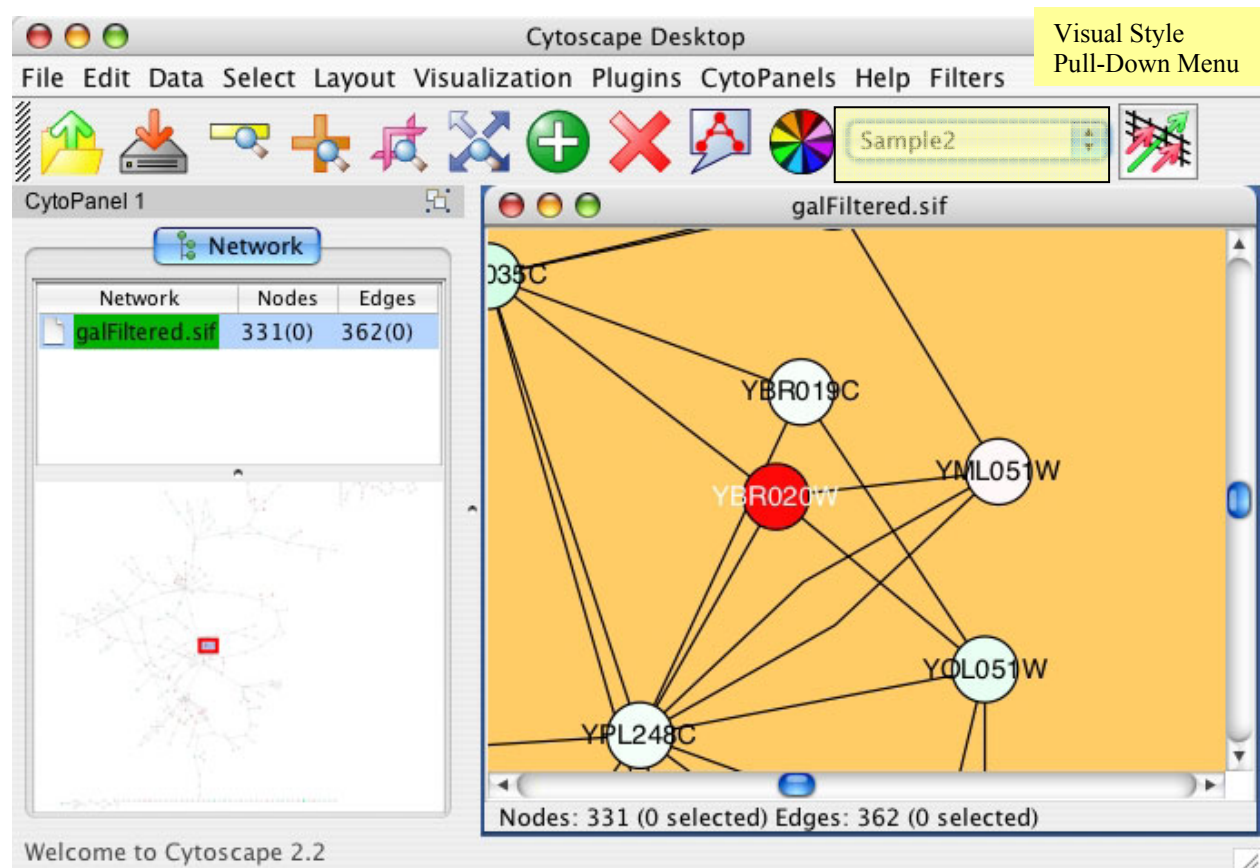 Cytoscape Desktop
Visual Style
Pull-Down Menu
File Edit Data Select Layout Visualization Plugins CytoPanels Help Filters
Sample2
CytoPanel 1
galFiltered.sif
Network
Network Nodes Edges
galFiltered.sif 331(0) 362(0)
035C
YBR019C
YML051W
YBR020W
YOL051W
YPL248C
Nodes: 331 (0 selected) Edges: 362 (0 selected)
Welcome to Cytoscape 2.2